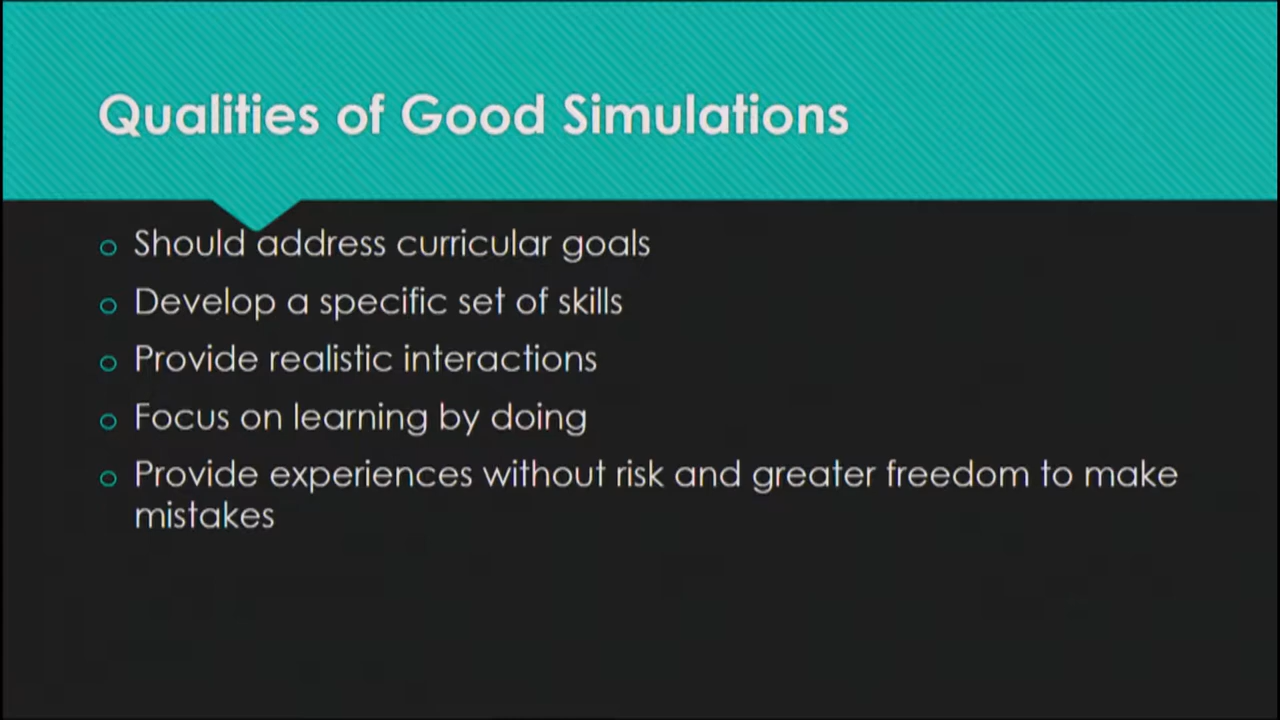 Qualities of Good Simulations
Should address curricular goals
Develop a specific set of skills
Provide realistic interactions
Focus on learning by doing
Provide experiences without risk and greater freedom to make
mistakes